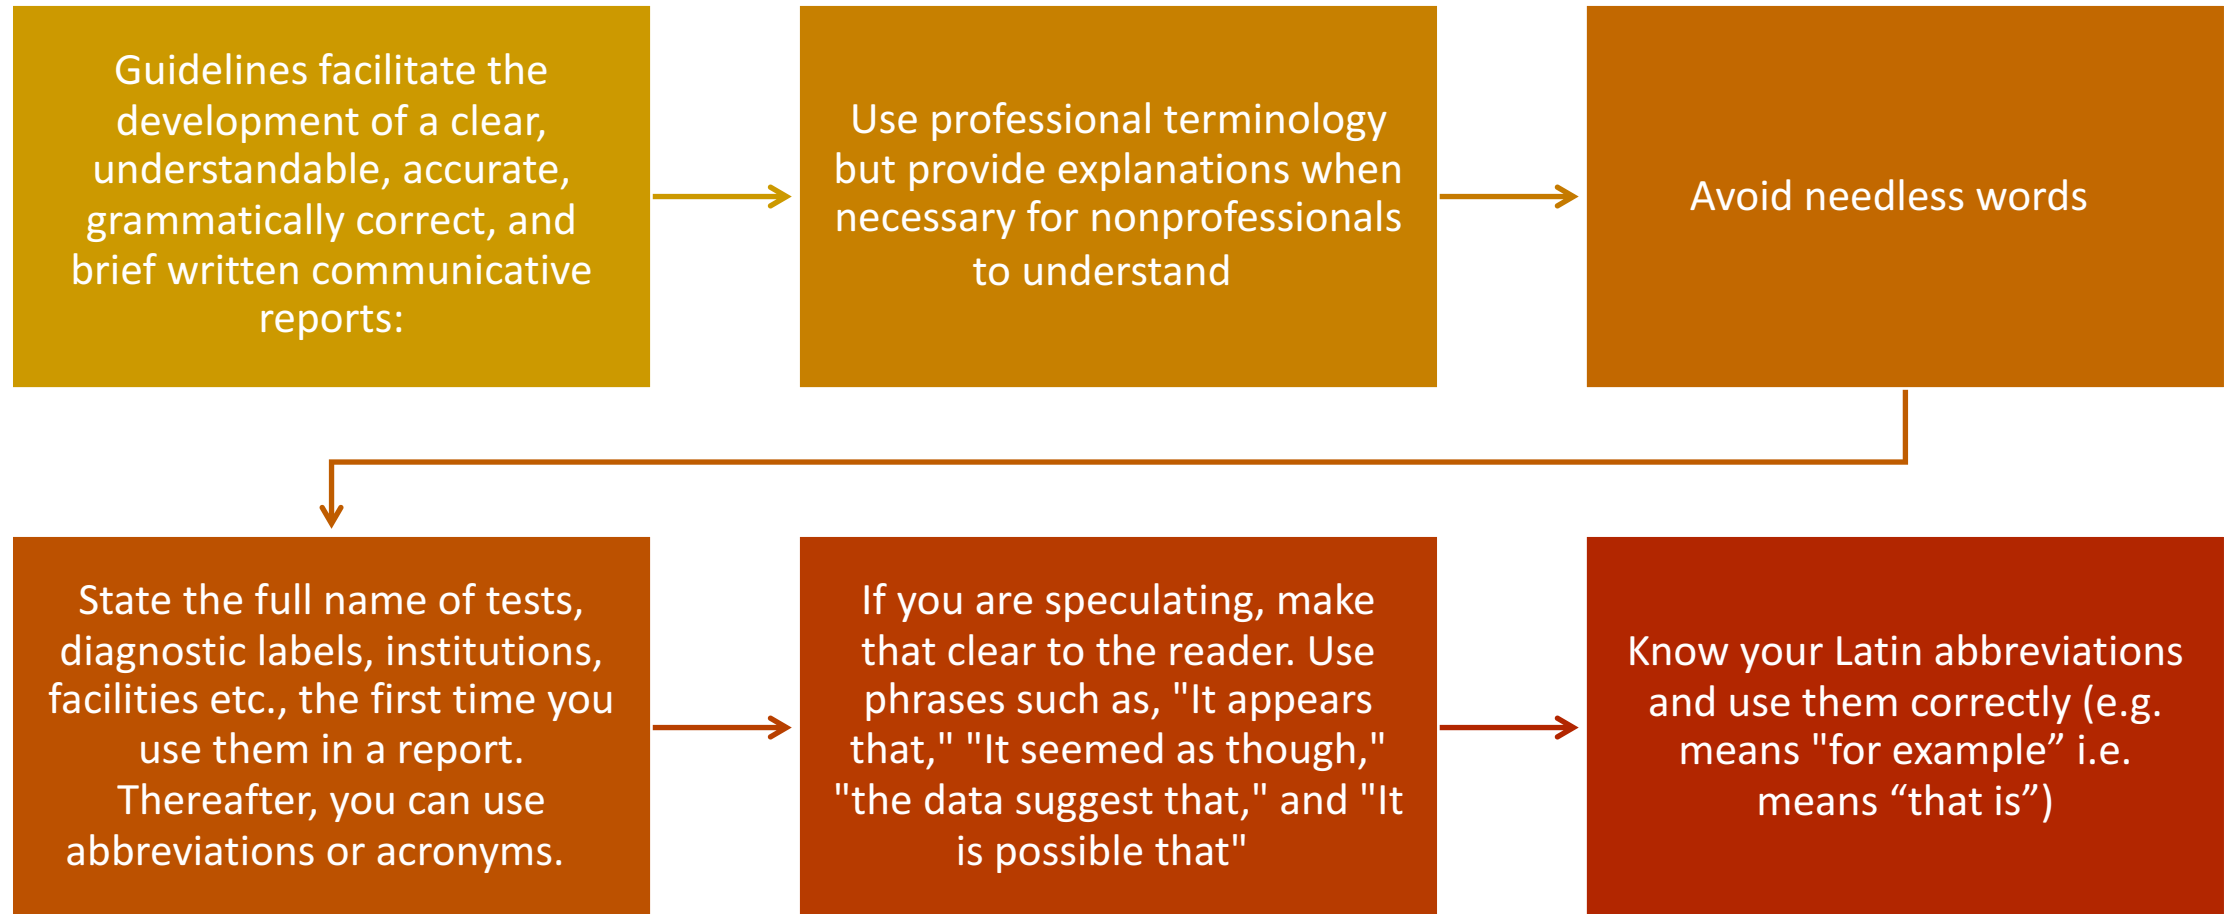 Guidelines facilitate the
development of a clear,
understandable, accurate,
grammatically correct, and
brief written communicative
reports:
Use professional terminology
but provide explanations when
necessary for nonprofessionals
to understand
Avoid needless words
State the full name of tests,
diagnostic labels, institutions,
facilities etc., the first time you
use them in a report.
Thereafter, you can use
abbreviations or acronyms.
If you are speculating, make
that clear to the reader. Use
phrases such as, "It appears
that," "It seemed as though,"
"the data suggest that," and "It
is possible that"
Know your Latin abbreviations
and use them correctly (e.g.
means "for example” i.e.
means “that is”)